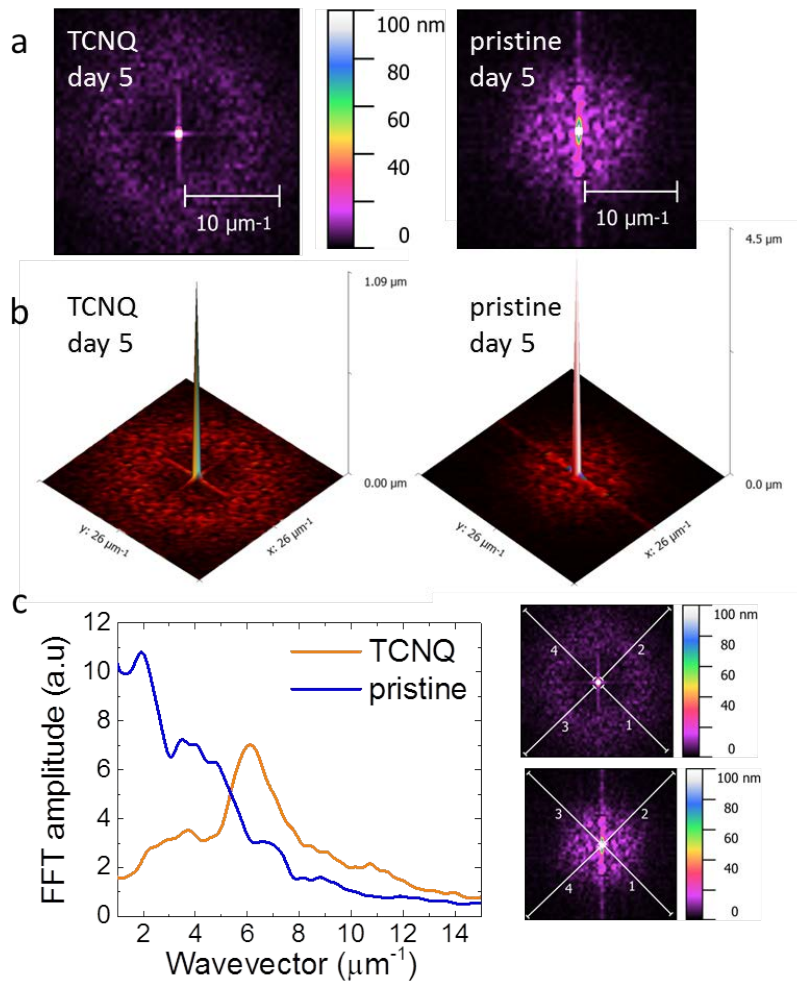 a
TCNQ
day 5
10 µm-1
100 nm
80
60
40
20
0
pristine
day 5
10 µm-1
b
TCNQ
day 5
1.09 µm
0.00 µm
y: 26 µm-1
x: 26 µm-1
pristine
day 5
4.5 µm
0.0 µm
y: 26 µm-1
x: 26 µm-1
c
12
10
8
6
4
2
0
FFT amplitude (a.u)
TCNQ
pristine
2 4 6 8 10 12 14
Wavevector (µm-1)
4 2
3 1
100 nm
80
60
40
20
0
3 2
4 1
100 nm
80
60
40
20
0